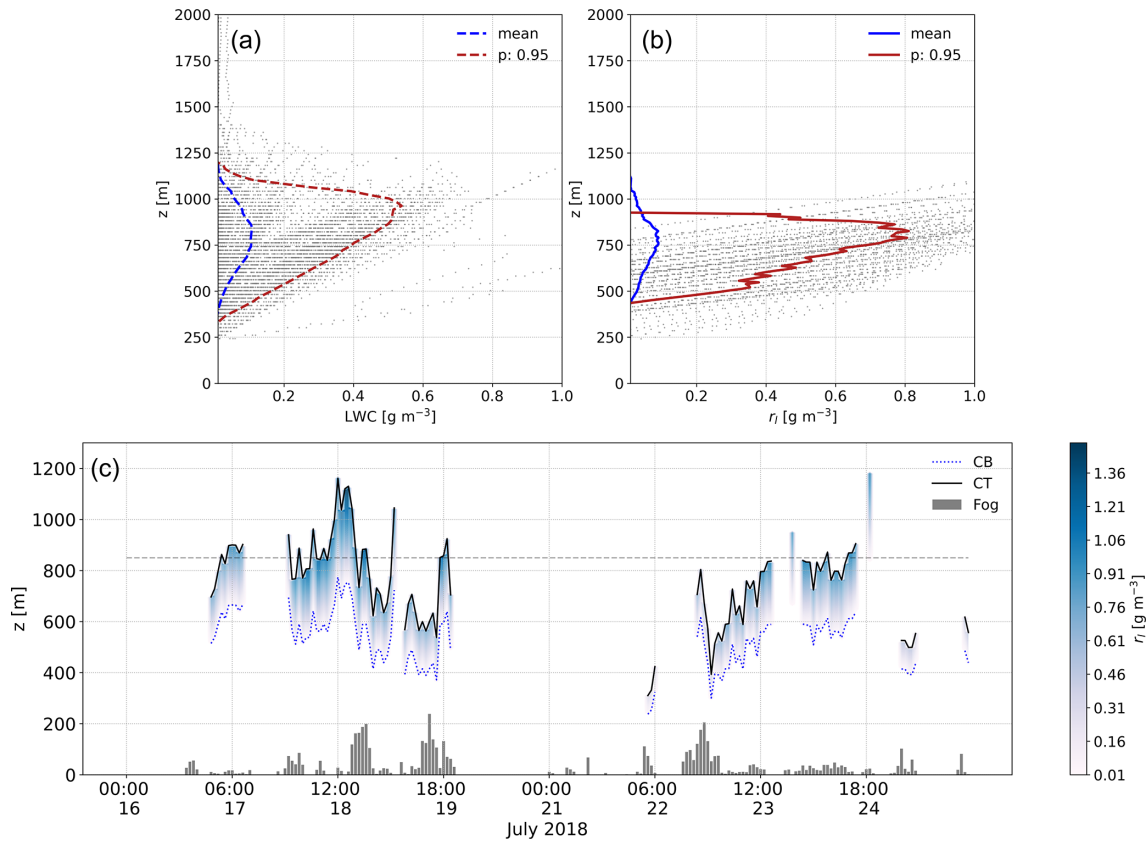 (a)
mean
p: 0.95
2000
1750
1500
1250
1000
750
500
250
0
z [m]
0.2 0.4 0.6 0.8 1.0
LWC [g m⁻³]
(b)
mean
p: 0.95
2000
1750
1500
1250
1000
750
500
250
0
z [m]
0.2 0.4 0.6 0.8 1.0
rₗ [g m⁻³]
(c)
CB
CT
Fog
1200
1000
800
600
400
200
0
z [m]
00:00 06:00 12:00 18:00 00:00 06:00 12:00 18:00
16 17 18 19 21 22 23 24
July 2018
1.36
1.21
1.06
0.91
0.76
0.61
0.46
0.31
0.16
0.01
rₗ [g m⁻³]